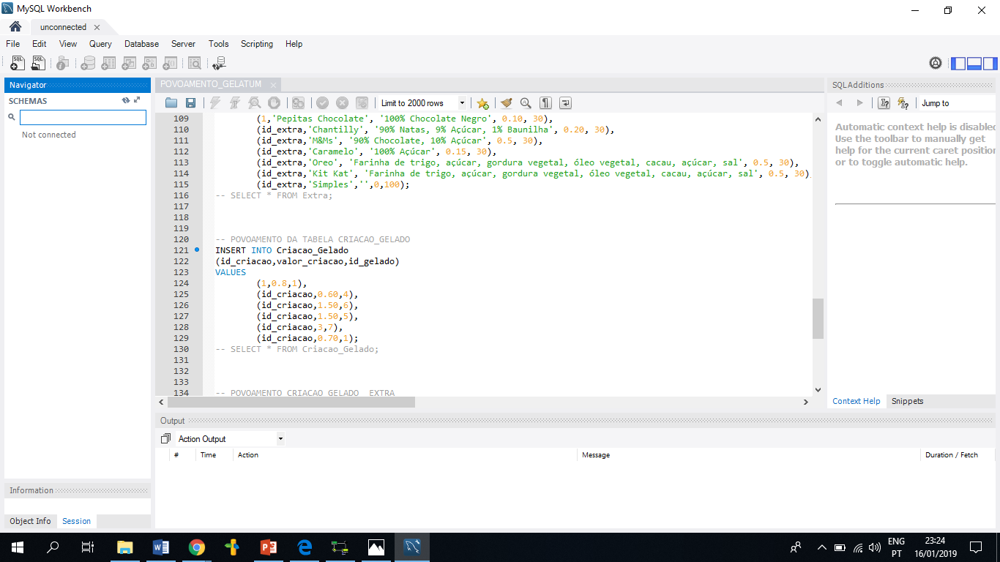 MySQL Workbench
unconnected
File Edit View Query Database Server Tools Scripting Help
Navigator
SCHEMAS
Not connected
POVOAMENTO_GELATUM
Limit to 2000 rows
109 (1,'Pepitas Chocolate', '100% Chocolate Negro', 0.10, 30),
110 (id_extra,'Chantilly', '90% Natas, 9% Açúcar, 1% Baunilha', 0.20, 30),
111 (id_extra,'M&Ms', '90% Chocolate, 10% Açúcar', 0.5, 30),
112 (id_extra,'Caramelo', '100% Açúcar', 0.15, 30),
113 (id_extra,'Oreo', 'Farinha de trigo, açúcar, gordura vegetal, óleo vegetal, cacau, açúcar, sal', 0.5, 30),
114 (id_extra,'Kit Kat', 'Farinha de trigo, açúcar, gordura vegetal, óleo vegetal, cacau, açúcar, sal', 0.5, 30),
115 (id_extra,'Simples','',0,100);
116 -- SELECT * FROM Extra;
117
118
119
120 -- POVOAMENTO DA TABELA CRIACAO_GELADO
121 INSERT INTO Criacao_Gelado
122 (id_criacao,valor_criacao,id_gelado)
123 VALUES
124 (1,0.8,1),
125 (id_criacao,0.60,4),
126 (id_criacao,1.50,6),
127 (id_criacao,1.50,5),
128 (id_criacao,3,7),
129 (id_criacao,0.70,1);
130 -- SELECT * FROM Criacao_Gelado;
131
132
133
134 -- POVOAMENTO CRIACAO_GELADO_EXTRA
SQLAdditions
Jump to
Automatic context help is disabled
Use the toolbar to manually get
help for the current caret position
or to toggle automatic help.
Context Help Snippets
Output
Action Output
# Time Action Message Duration / Fetch
Information
Object Info Session
ENG
PT
23:24
16/01/2019